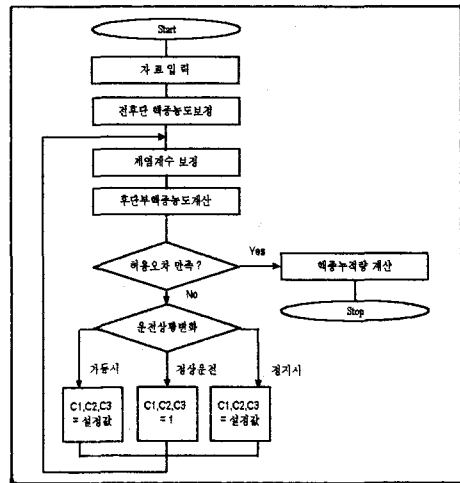 Start
자 료 입 력
전후단 핵종농도보정
제염계수 보정
후단부핵종농도계산
허용오차 만족 ?
Yes
핵종누적량 계산
No
Stop
운전상황변화
가동시
정상운전
정지시
C1,C2,C3
= 설정값
C1,C2,C3
= 1
C1,C2,C3
= 설정값